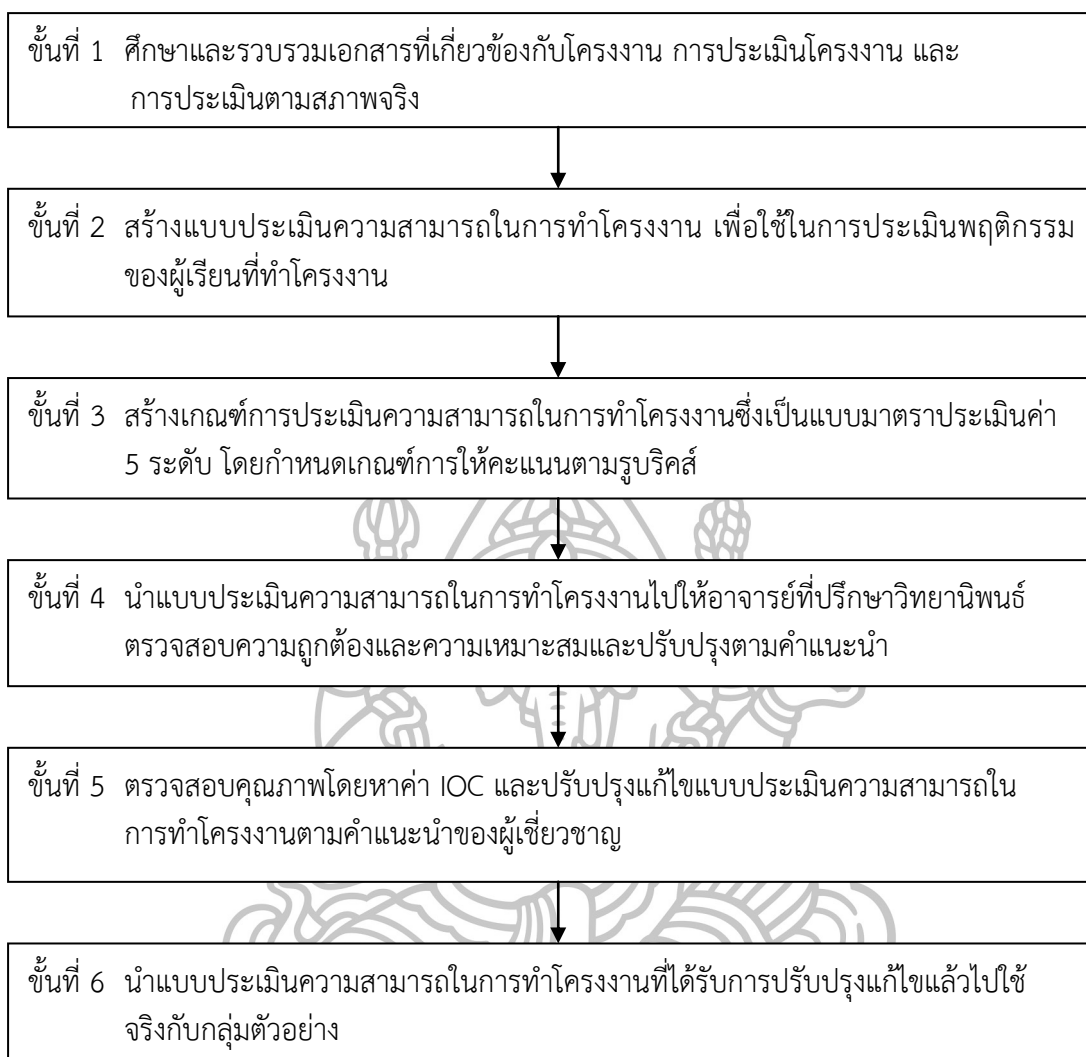 ขั้นที่ 1 ศึกษาและรวบรวมเอกสารที่เกี่ยวข้องกับโครงงาน การประเมินโครงงาน และ
การประเมินตามสภาพจริง
ขั้นที่ 2 สร้างแบบประเมินความสามารถในการทำโครงงาน เพื่อใช้ในการประเมินพฤติกรรม
ของผู้เรียนที่ทำโครงงาน
ขั้นที่ 3 สร้างเกณฑ์การประเมินความสามารถในการทำโครงงานซึ่งเป็นแบบมาตราประเมินค่า
5 ระดับ โดยกำหนดเกณฑ์การให้คะแนนตามรูบริคส์
ขั้นที่ 4 นำแบบประเมินความสามารถในการทำโครงงานไปให้อาจารย์ที่ปรึกษาวิทยานิพนธ์
ตรวจสอบความถูกต้องและความเหมาะสมและปรับปรุงตามคำแนะนำ
ขั้นที่ 5 ตรวจสอบคุณภาพโดยหาค่า IOC และปรับปรุงแก้ไขแบบประเมินความสามารถใน
การทำโครงงานตามคำแนะนำของผู้เชี่ยวชาญ
ขั้นที่ 6 นำแบบประเมินความสามารถในการทำโครงงานที่ได้รับการปรับปรุงแก้ไขแล้วไปใช้
จริงกับกลุ่มตัวอย่าง